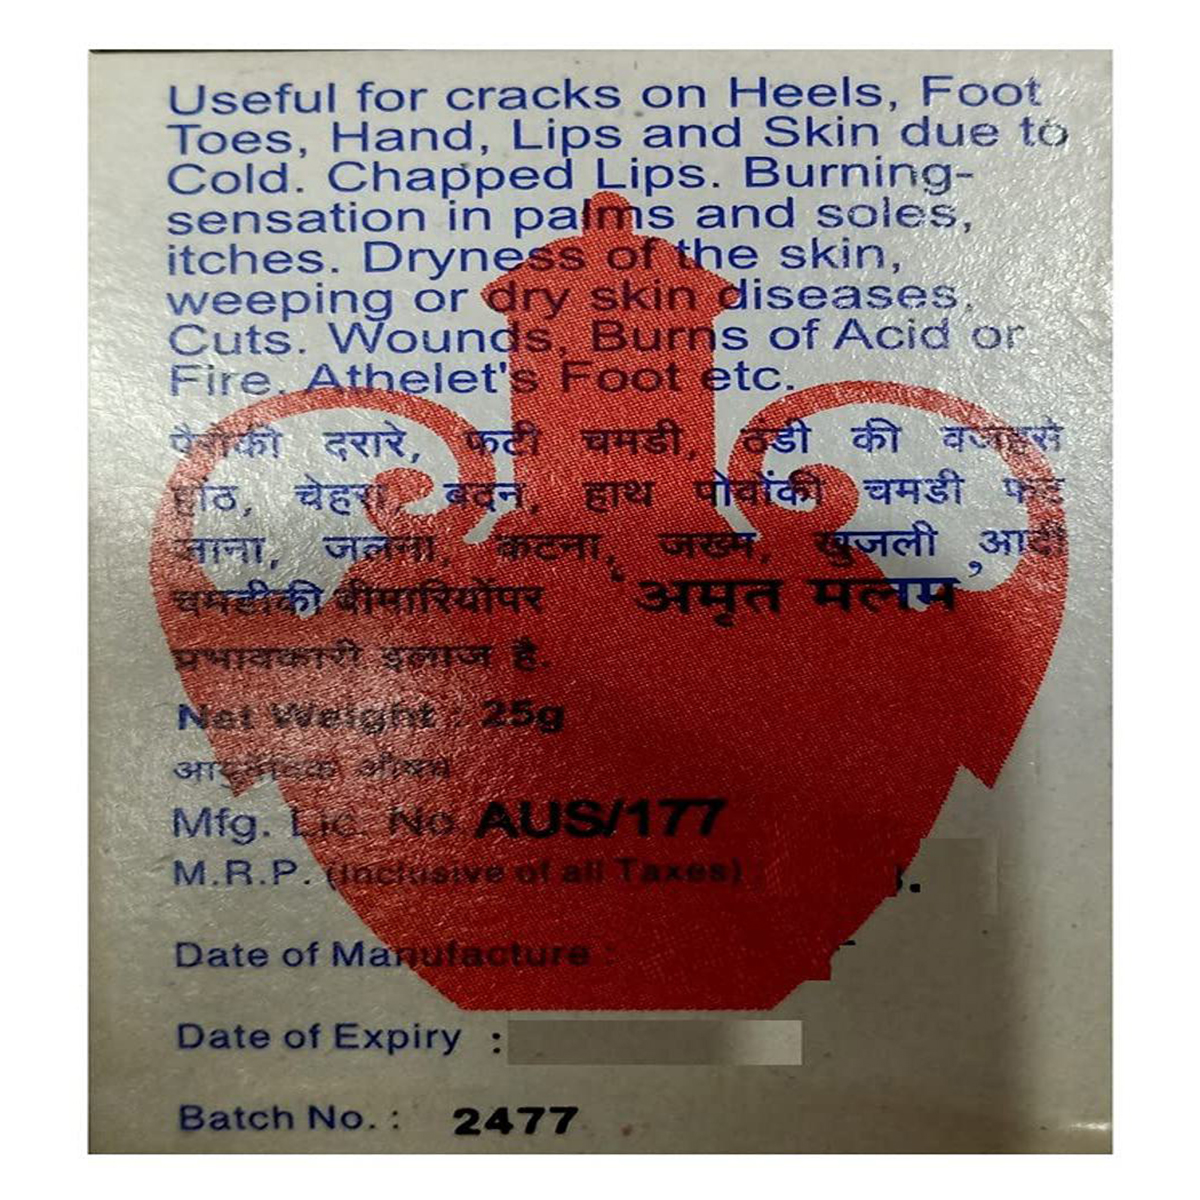 Useful for cracks on Heels, Foot
Toes, Hand, Lips and Skin due to
Cold. Chapped Lips. Burning-
sensation in palms and soles,
itches. Dryness of the skin,
weeping or dry skin diseases.
Cuts. Wounds, Burns of Acid or
Fire. Athelet's Foot etc.
पैरोंकी दरारे, फटी चमडी, ठंडी की वजहसे
होठ, चेहरा, बदन, हाथ पोवोंकी चमडी फट
जाना, जलना, कटना, जख्म, खुजली आदी
चमडीकी बीमारियोंपर ‘अमृत मलम’
प्रभावकारी इलाज है.
Net Weight : 25g
आयुर्वेदिक औषध
Mfg. Lic. No. AUS/177
M.R.P. (Inclusive of all Taxes) :
Date of Manufacture :
Date of Expiry :
Batch No. : 2477